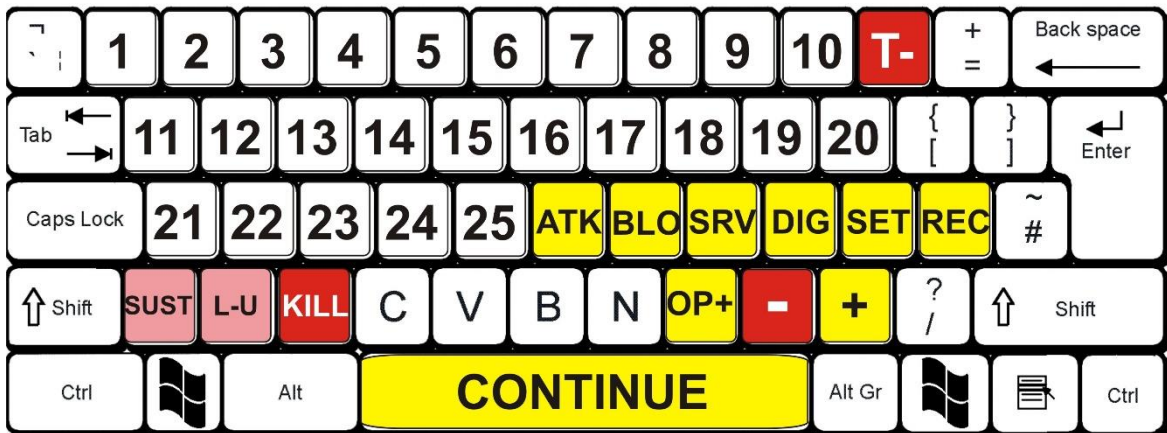 ¬ ` ¦ 1 2 3 4 5 6 7 8 9 10 T- + = Back space
Tab 11 12 13 14 15 16 17 18 19 20 { [ } ] Enter
Caps Lock 21 22 23 24 25 ATK BLO SRV DIG SET REC ~ #
Shift SUST L-U KILL C V B N OP+ - + ? / Shift
Ctrl Alt CONTINUE Alt Gr Ctrl